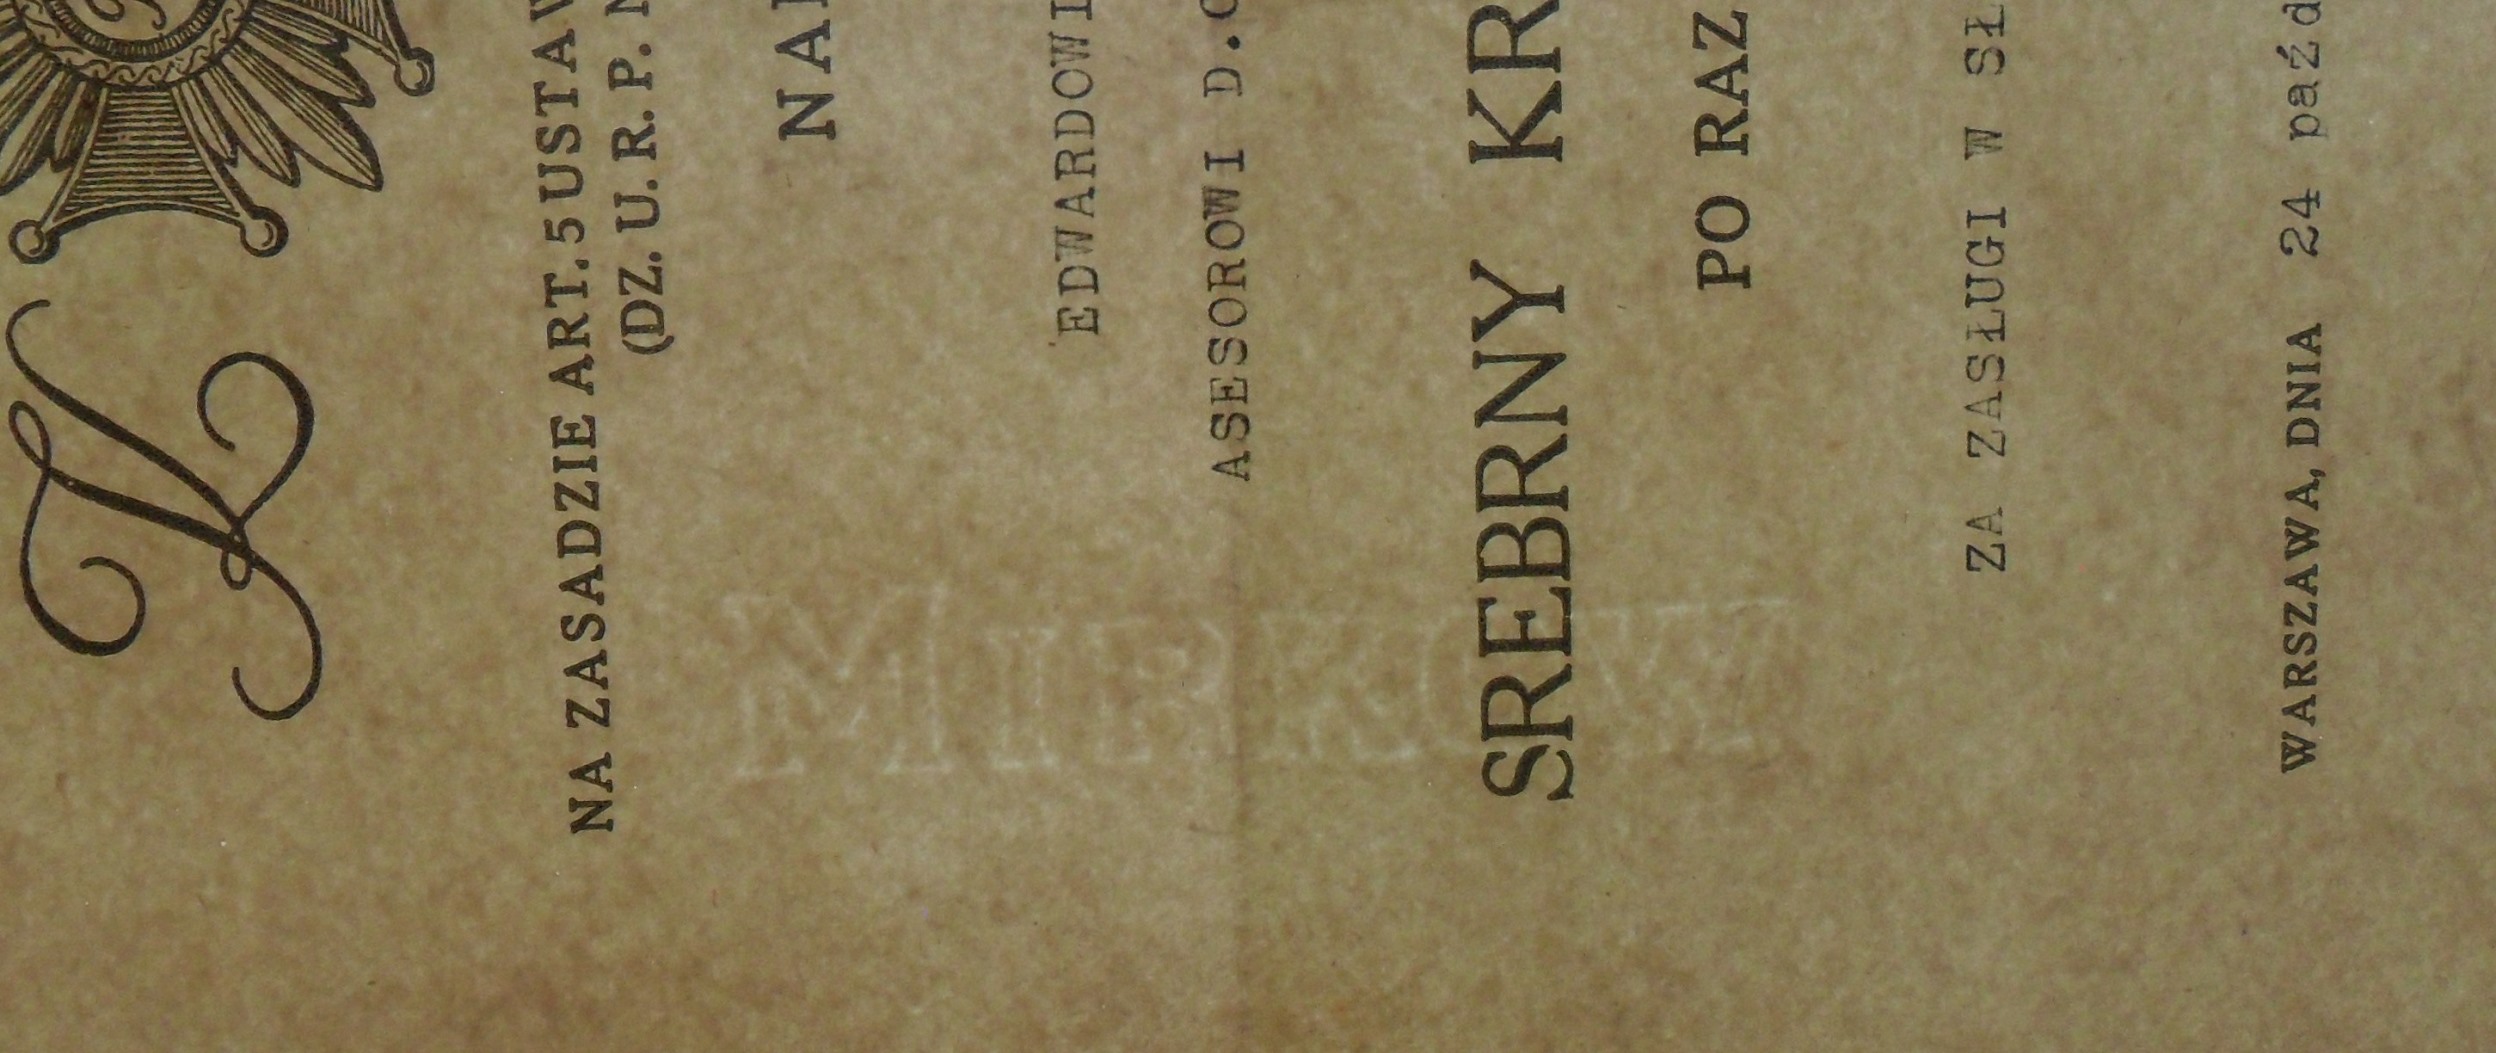 NA ZASADZIE ART. 5 USTAW
(DZ. U. R. P. N
NA
EDWARDOWI
ASESOROWI D.O
SREBRNY KR
PO RAZ
ZA ZASŁUGI W SŁ
WARSZAWA, DNIA 24 paźd
MIRKÓW